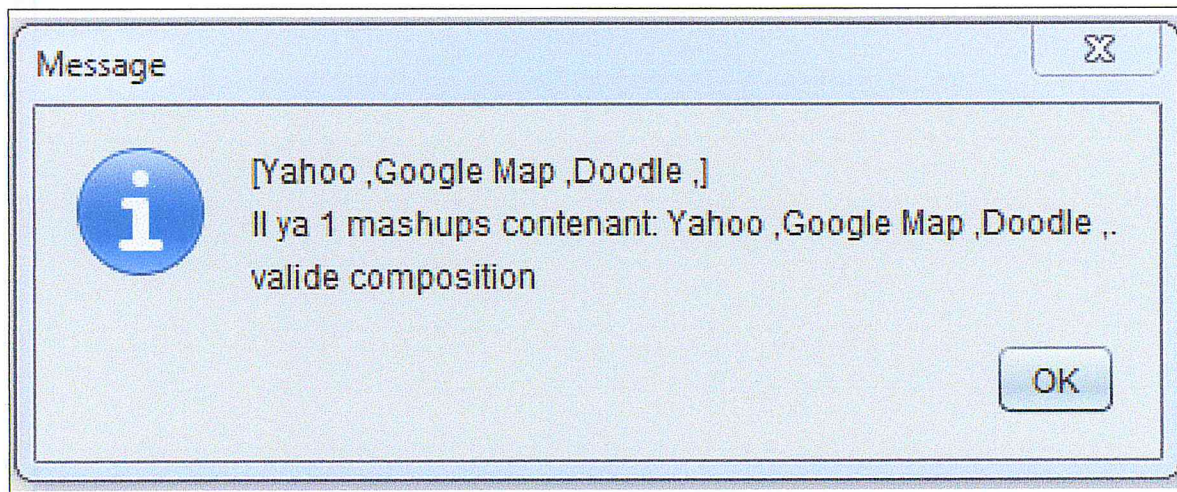 Message
[Yahoo ,Google Map ,Doodle ,]
Il ya 1 mashups contenant: Yahoo ,Google Map ,Doodle ,.
valide composition
OK